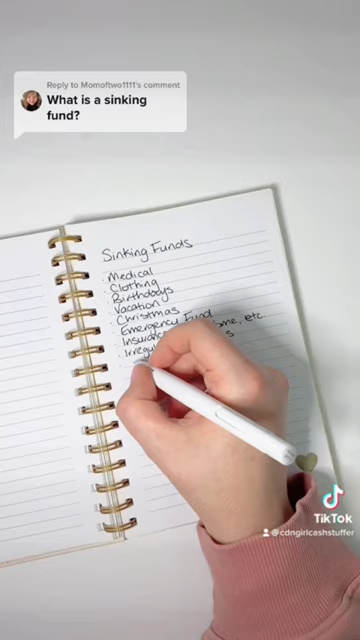 Reply to Momoftwo1111's comment
What is a sinking
fund?
Sinking Funds
· Medical
· Clothing
· Birthdays
· Vacation
· Christmas
· Emergency Fund
· etc.
TikTok
@cdngirlcashstuffer